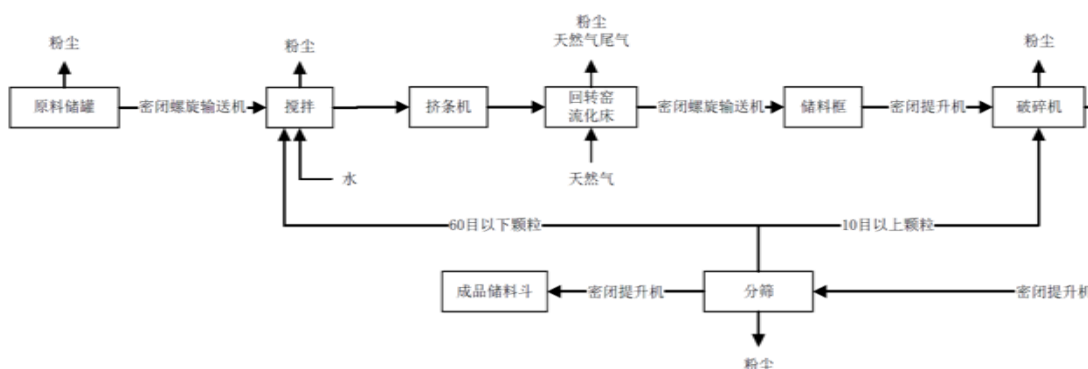 粉尘
原料储罐
密闭螺旋输送机
粉尘
搅拌
水
挤条机
粉尘
天然气尾气
回转窑
流化床
天然气
密闭螺旋输送机
储料框
密闭提升机
粉尘
破碎机
60目以下颗粒
10目以上颗粒
成品储料斗
密闭提升机
分筛
密闭提升机
粉尘